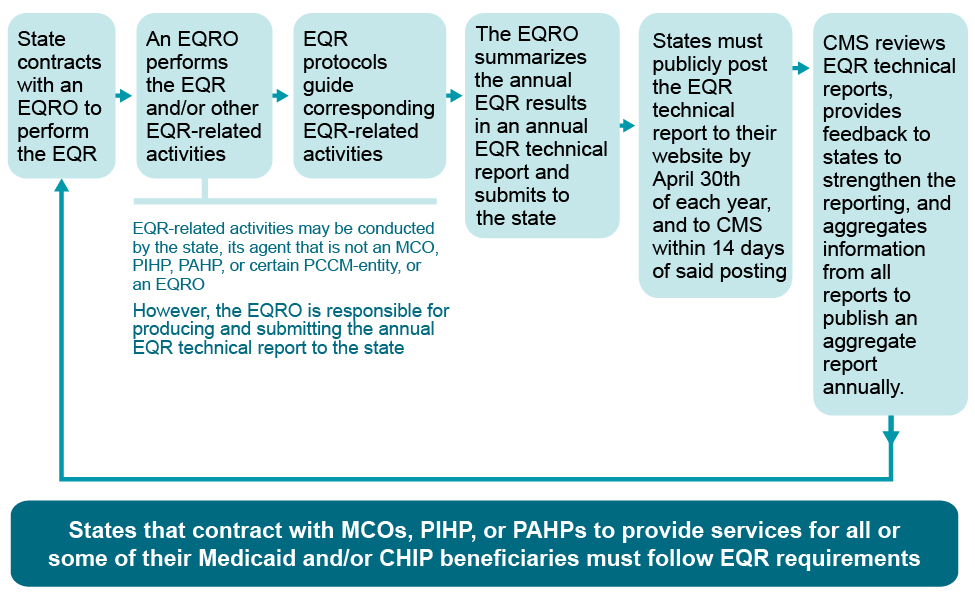 State
contracts
with an
EQRO to
perform
the EQR
An EQRO
performs
the EQR
and/or other
EQR-related
activities
EQR
protocols
guide
corresponding
EQR-related
activities
The EQRO
summarizes
the annual
EQR results
in an annual
EQR technical
report and
submits to
the state
States must
publicly post
the EQR
technical
report to their
website by
April 30th
of each year,
and to CMS
within 14 days
of said posting
CMS reviews
EQR technical
reports,
provides
feedback to
states to
strengthen the
reporting, and
aggregates
information
from all
reports to
publish an
aggregate
report
annually.
EQR-related activities may be conducted
by the state, its agent that is not an MCO,
PIHP, PAHP, or certain PCCM-entity, or
an EQRO
However, the EQRO is responsible for
producing and submitting the annual
EQR technical report to the state
States that contract with MCOs, PIHP, or PAHPs to provide services for all or
some of their Medicaid and/or CHIP beneficiaries must follow EQR requirements